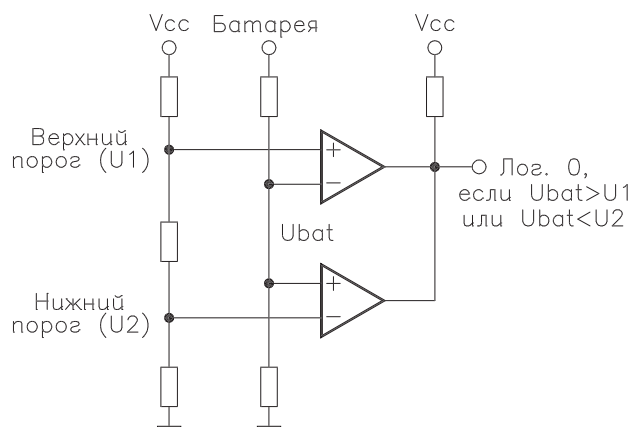 Vcc Батарея Vcc
Верхний
порог (U1)
+
−
Лог. 0,
если Ubat>U1
или Ubat<U2
Ubat
Нижний
порог (U2)
+
−